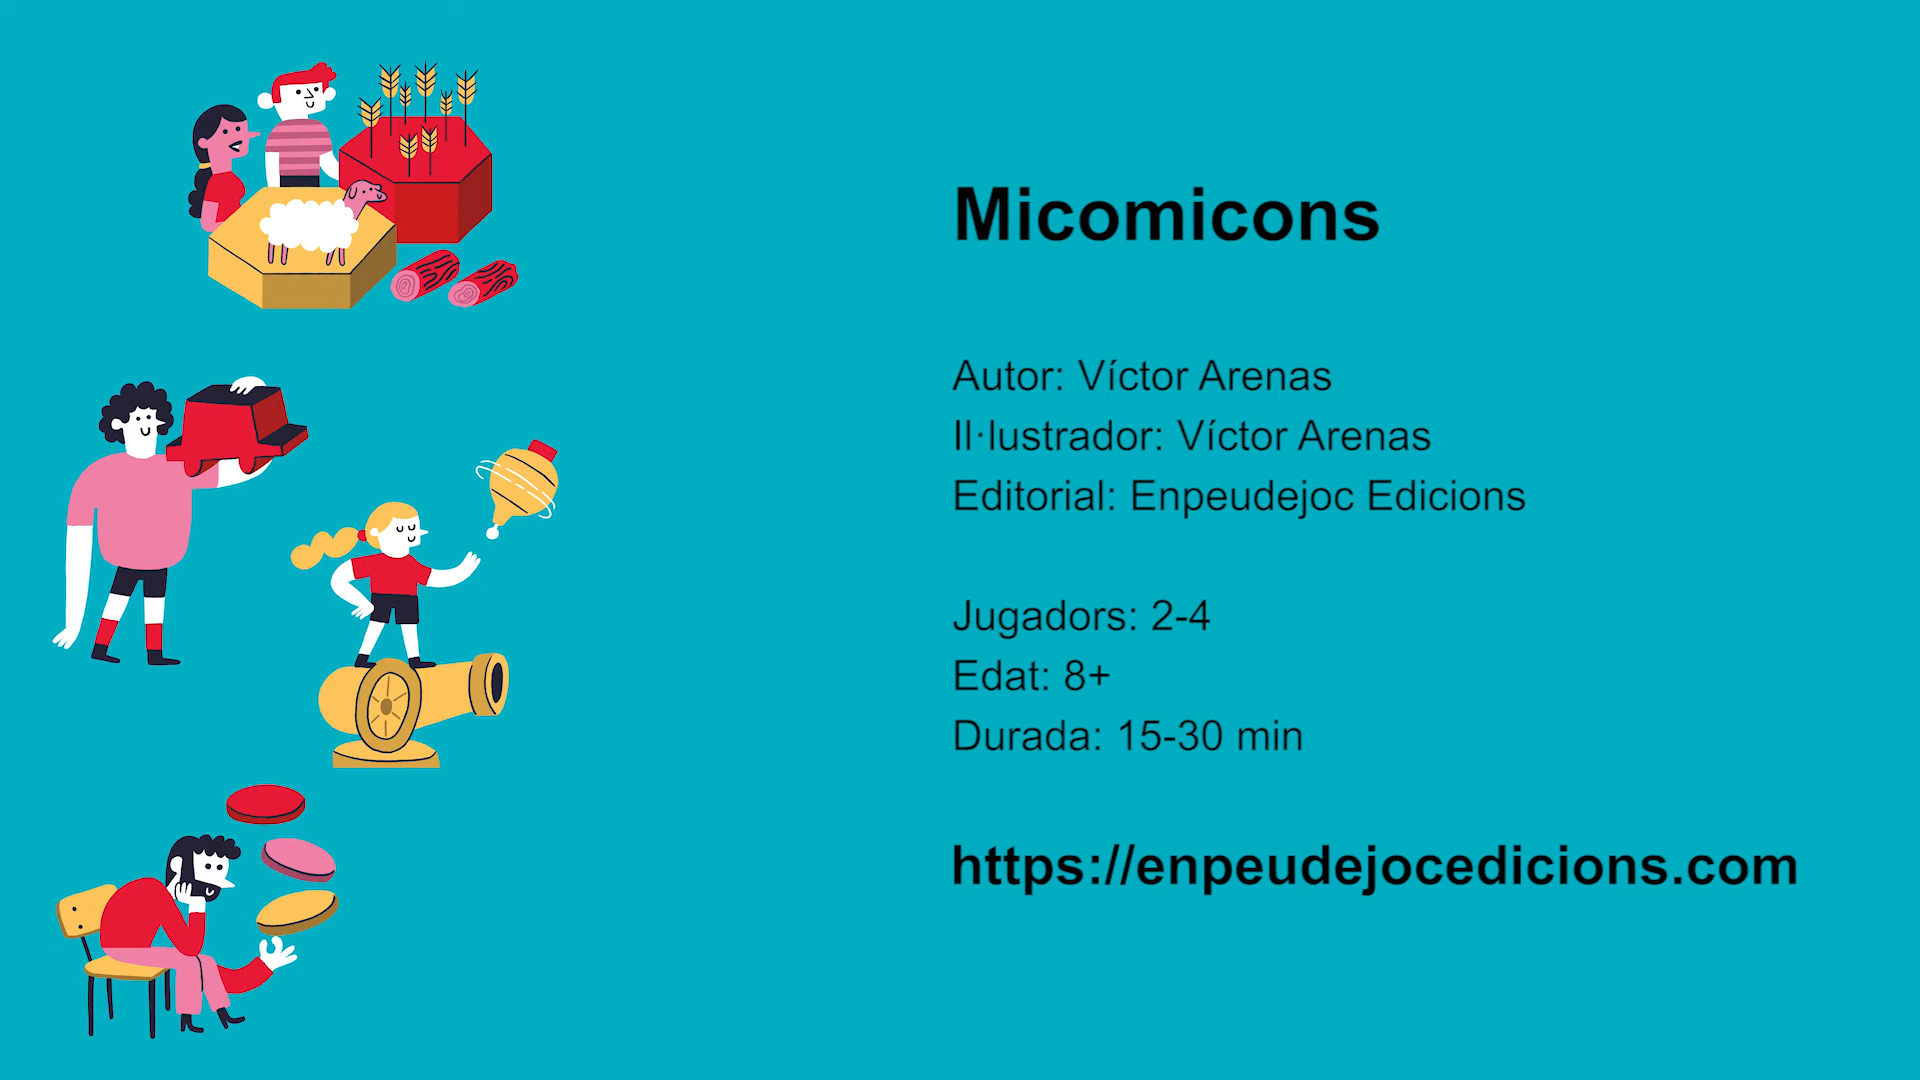 Micomicons
Autor: Víctor Arenas
Il·lustrador: Víctor Arenas
Editorial: Enpeudejoc Edicions
Jugadors: 2-4
Edat: 8+
Durada: 15-30 min
https://enpeudejocedicions.com